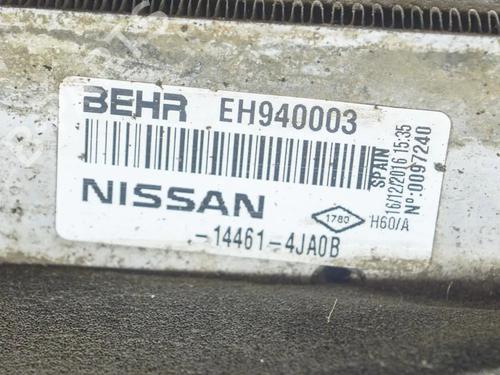 BEHR EH940003
NISSAN
1780
H60/A
-14461-4JA0B
SPAIN
16/12/2016 15:35
Nº:0097240